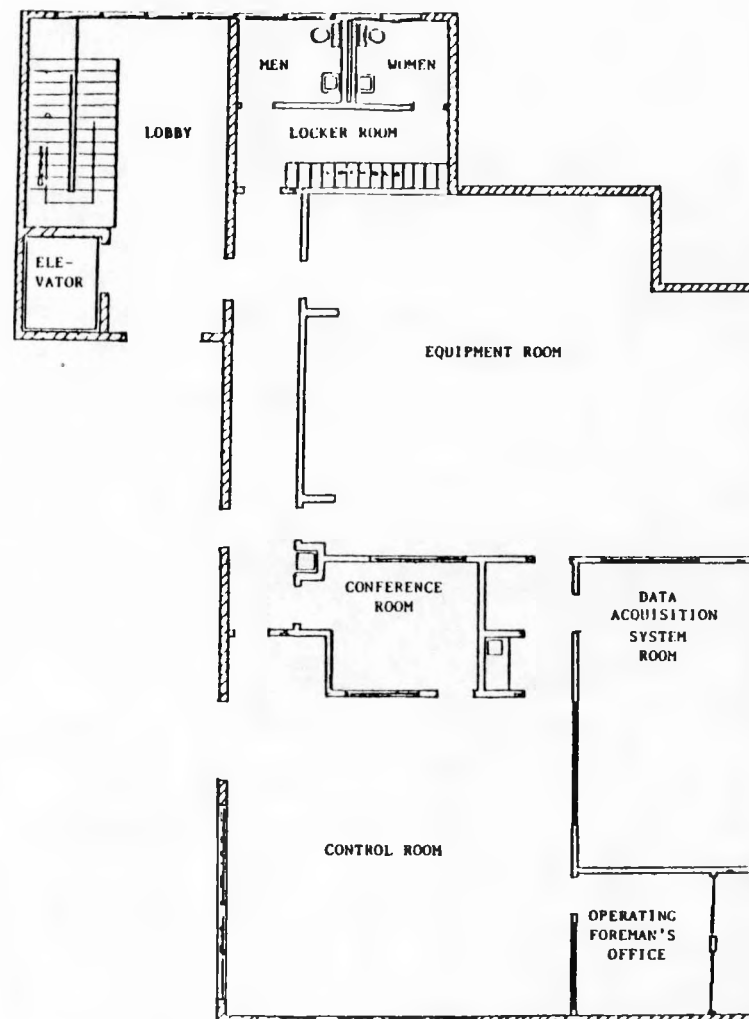 MEN
WOMEN
LOBBY
LOCKER ROOM
ELE-
VATOR
EQUIPMENT ROOM
CONFERENCE
ROOM
DATA
ACQUISITION
SYSTEM
ROOM
CONTROL ROOM
OPERATING
FOREMAN'S
OFFICE